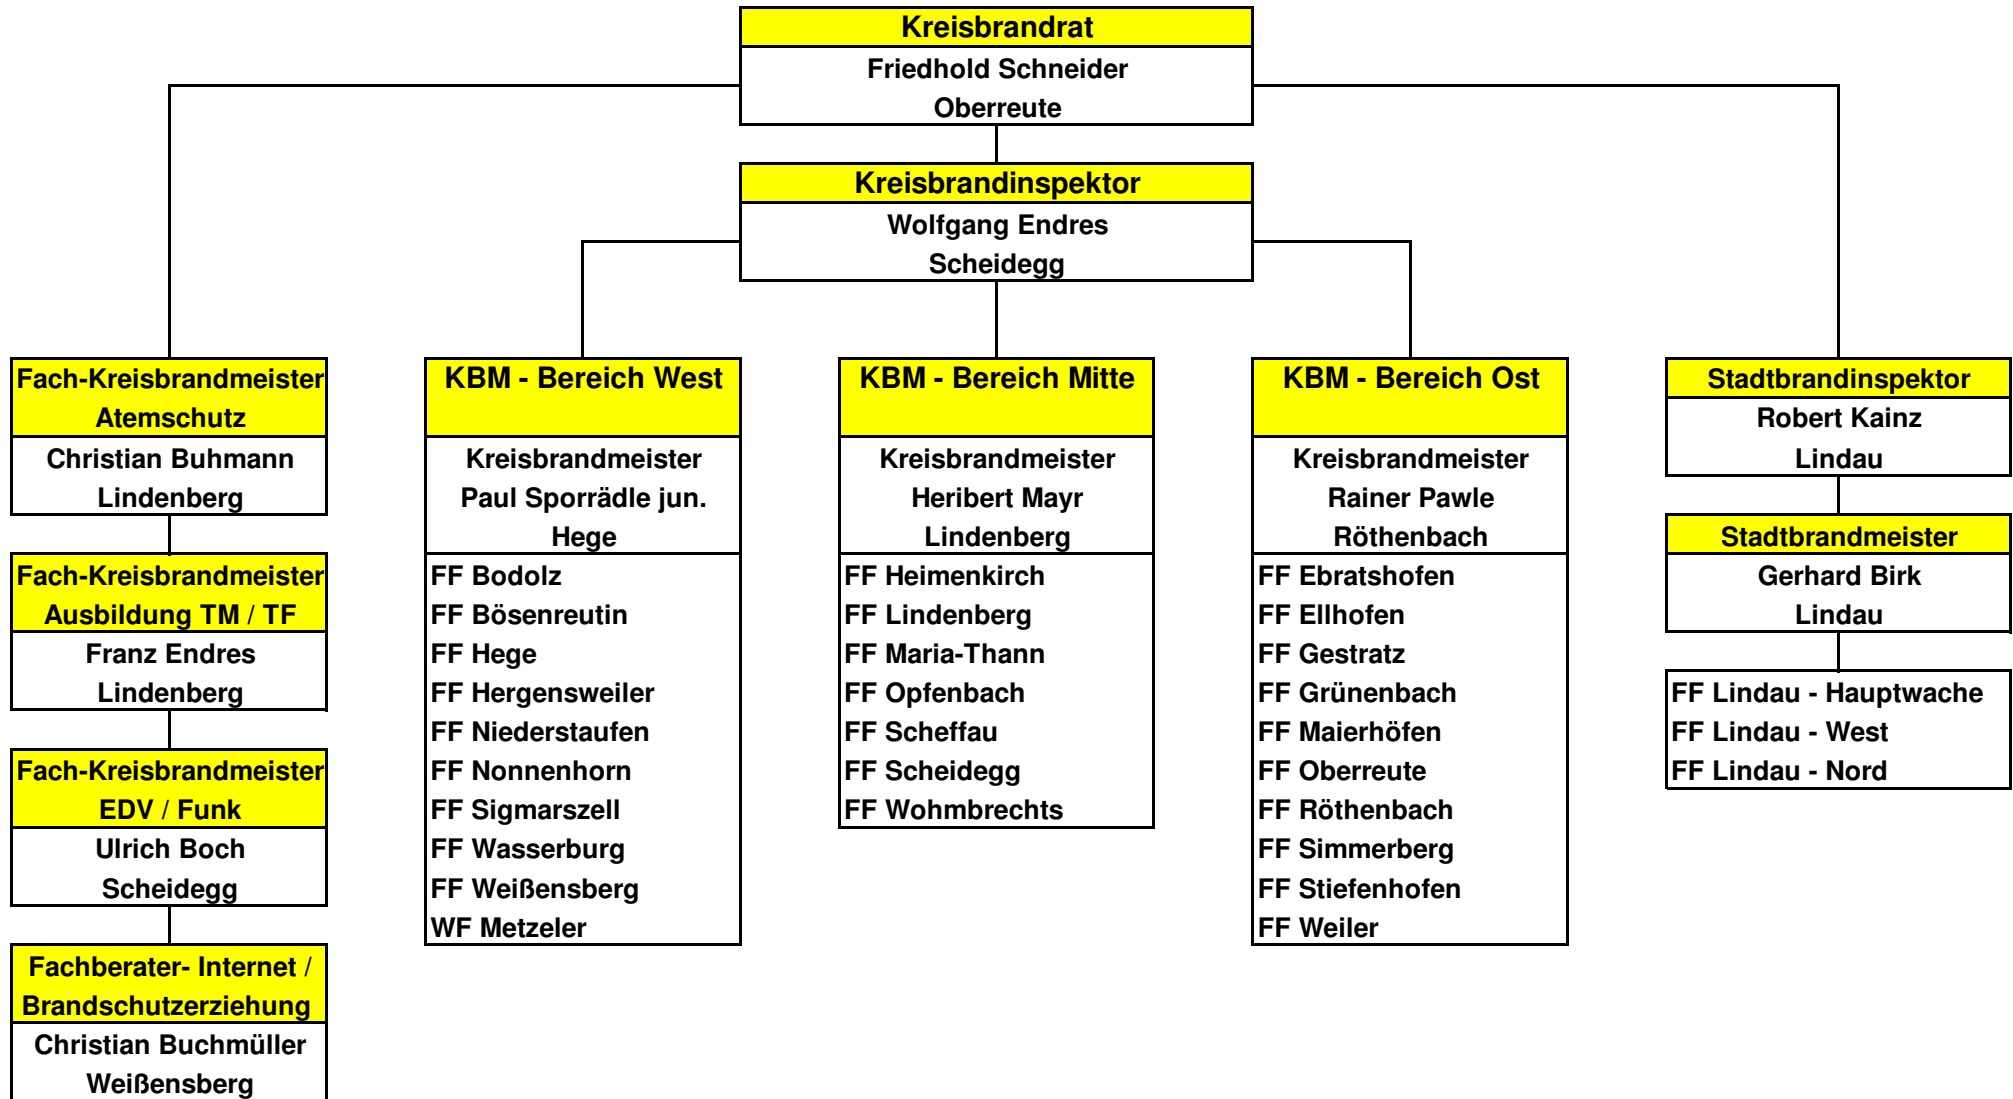 Kreisbrandrat
Friedhold Schneider
Oberreute
Kreisbrandinspektor
Wolfgang Endres
Scheidegg
Fach-Kreisbrandmeister
Atemschutz
Christian Buhmann
Lindenberg
Fach-Kreisbrandmeister
Ausbildung TM / TF
Franz Endres
Lindenberg
Fach-Kreisbrandmeister
EDV / Funk
Ulrich Boch
Scheidegg
Fachberater- Internet /
Brandschutzerziehung
Christian Buchmüller
Weißensberg
KBM - Bereich West
Kreisbrandmeister
Paul Sporrädle jun.
Hege
FF Bodolz
FF Bösenreutin
FF Hege
FF Hergensweiler
FF Niederstaufen
FF Nonnenhorn
FF Sigmarszell
FF Wasserburg
FF Weißensberg
WF Metzeler
KBM - Bereich Mitte
Kreisbrandmeister
Heribert Mayr
Lindenberg
FF Heimenkirch
FF Lindenberg
FF Maria-Thann
FF Opfenbach
FF Scheffau
FF Scheidegg
FF Wohmbrechts
KBM - Bereich Ost
Kreisbrandmeister
Rainer Pawle
Röthenbach
FF Ebratshofen
FF Ellhofen
FF Gestratz
FF Grünenbach
FF Maierhöfen
FF Oberreute
FF Röthenbach
FF Simmerberg
FF Stiefenhofen
FF Weiler
Stadtbrandinspektor
Robert Kainz
Lindau
Stadtbrandmeister
Gerhard Birk
Lindau
FF Lindau - Hauptwache
FF Lindau - West
FF Lindau - Nord